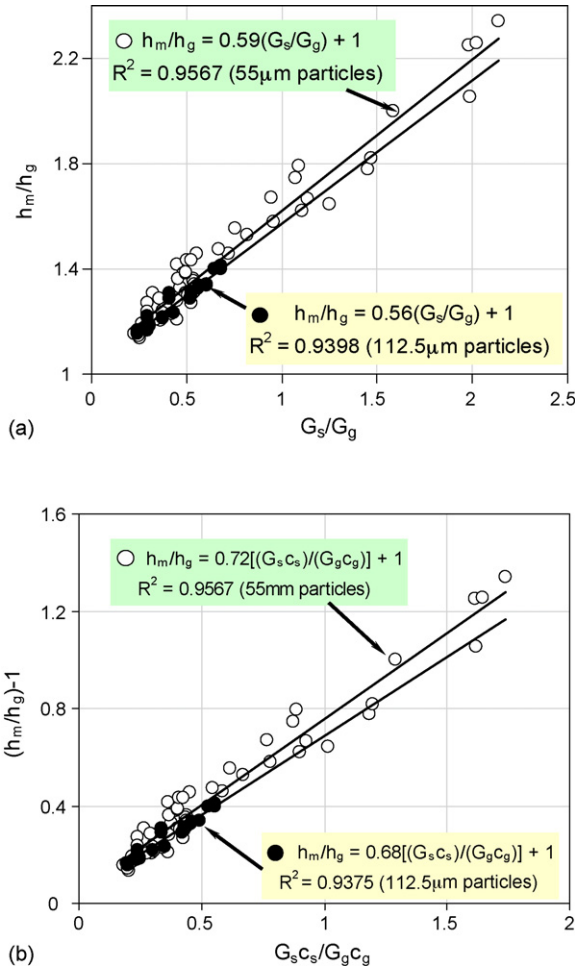 h_m/h_g = 0.59(G_s/G_g) + 1
R² = 0.9567 (55μm particles)
2.2
1.8
h_m/h_g
1.4
h_m/h_g = 0.56(G_s/G_g) + 1
R² = 0.9398 (112.5μm particles)
1
0
0.5
1
1.5
2
2.5
(a)
G_s/G_g
1.6
h_m/h_g = 0.72[(G_sc_s)/(G_gc_g)] + 1
R² = 0.9567 (55mm particles)
1.2
(h_m/h_g)-1
0.8
0.4
h_m/h_g = 0.68[(G_sc_s)/(G_gc_g)] + 1
R² = 0.9375 (112.5μm particles)
0
0
0.5
1
1.5
2
(b)
G_sc_s/G_gc_g